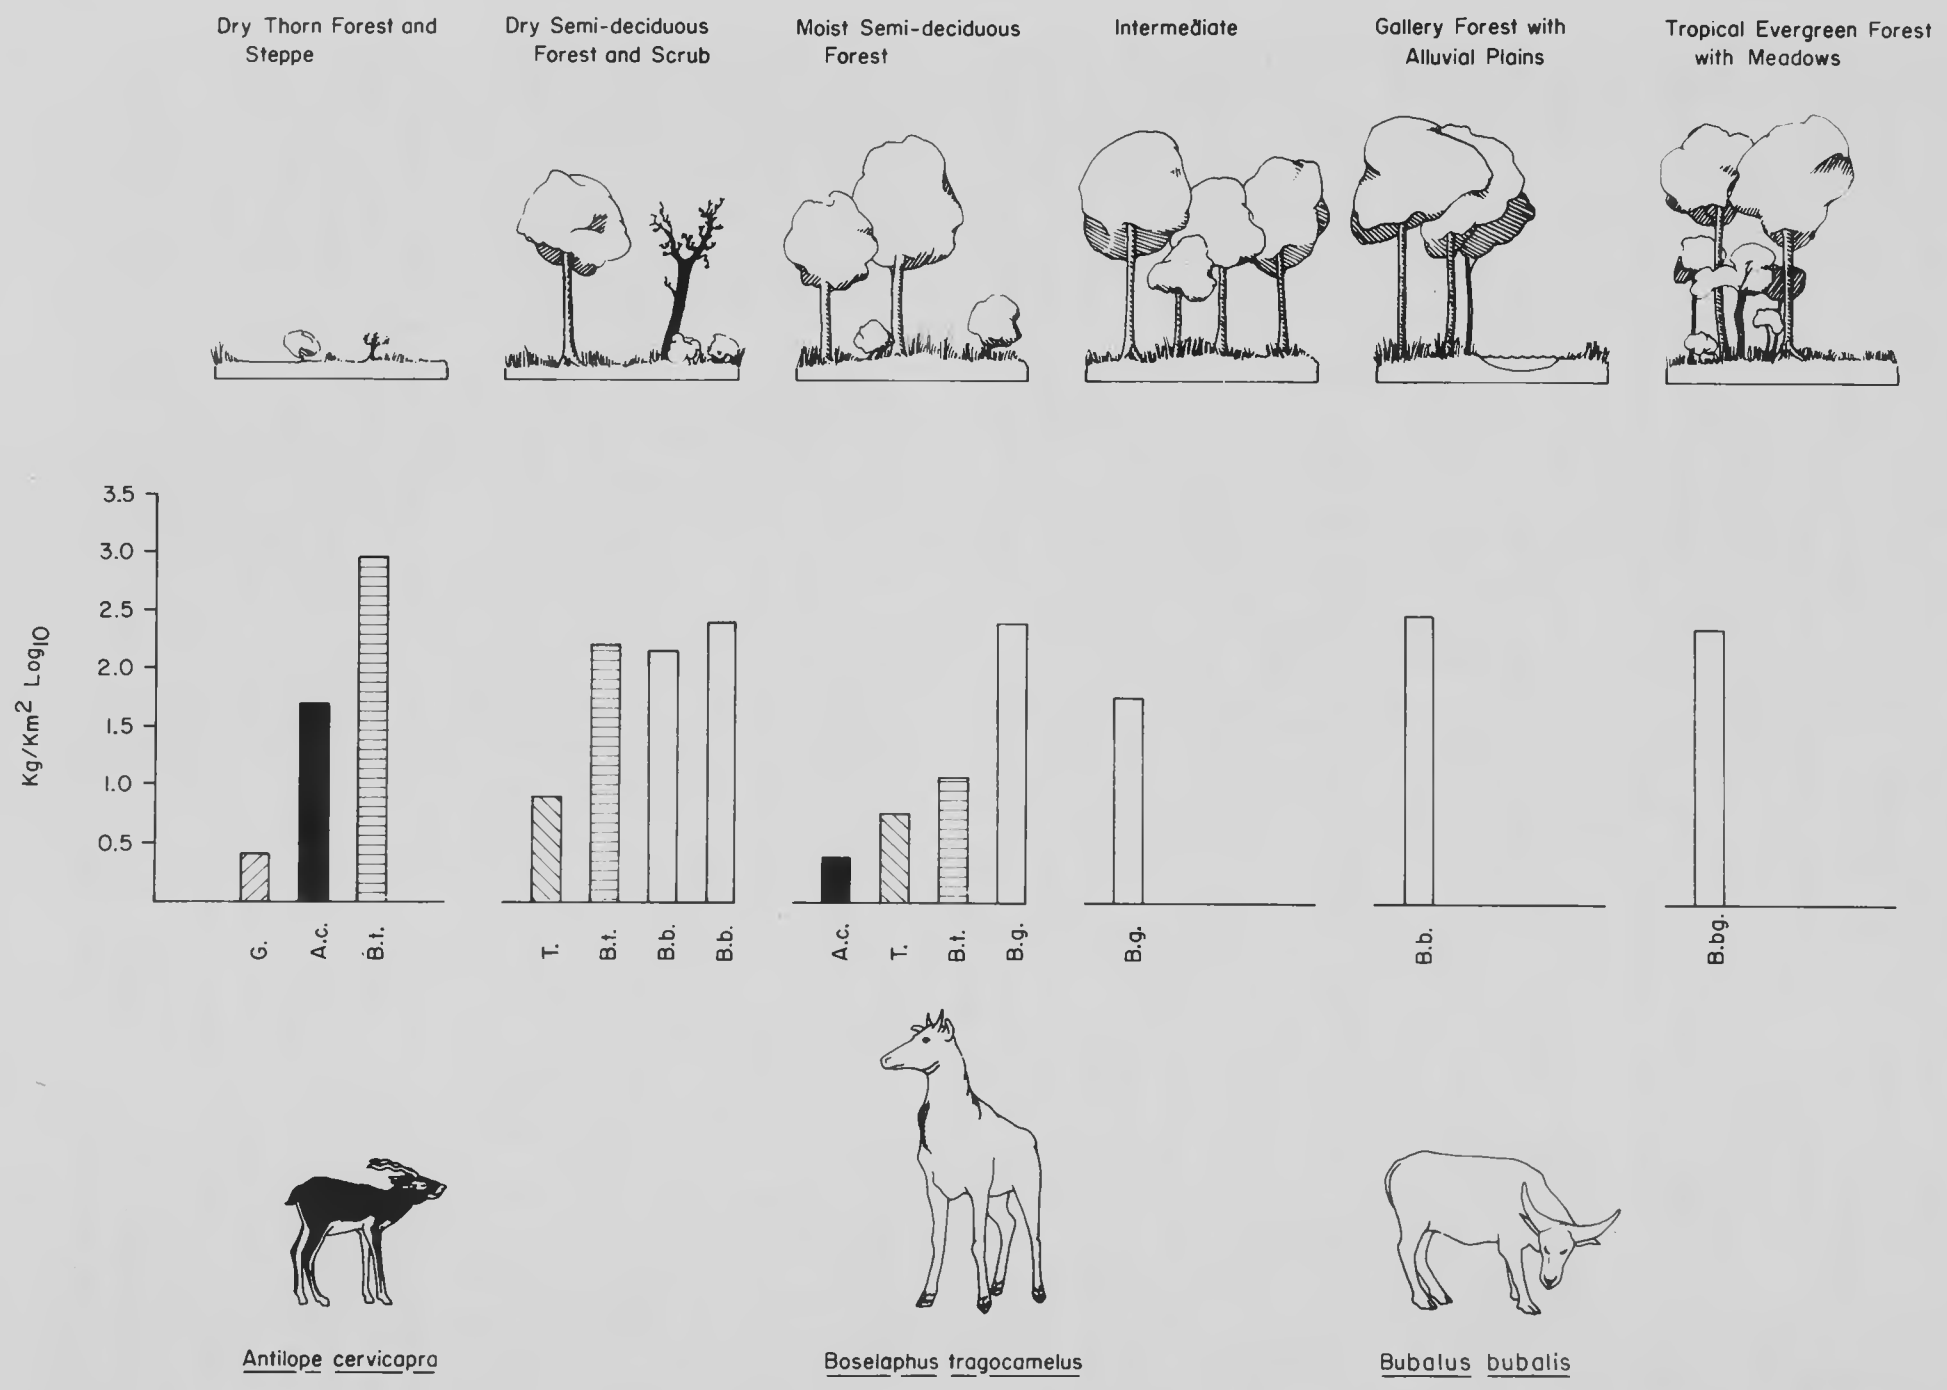 Dry Thorn Forest and
Steppe
Dry Semi-deciduous
Forest and Scrub
Moist Semi-deciduous
Forest
Intermediate
Gallery Forest with
Alluvial Plains
Tropical Evergreen Forest
with Meadows
Kg/Km2 Log10
3.5
3.0
2.5
2.0
1.5
1.0
0.5
G.
A.c.
B.t.
T.
B.t.
B.b.
B.b.
A.c.
T.
B.t.
B.g.
B.g.
B.b.
B.bg.
Antilope cervicapra
Boselaphus tragocamelus
Bubalus bubalis